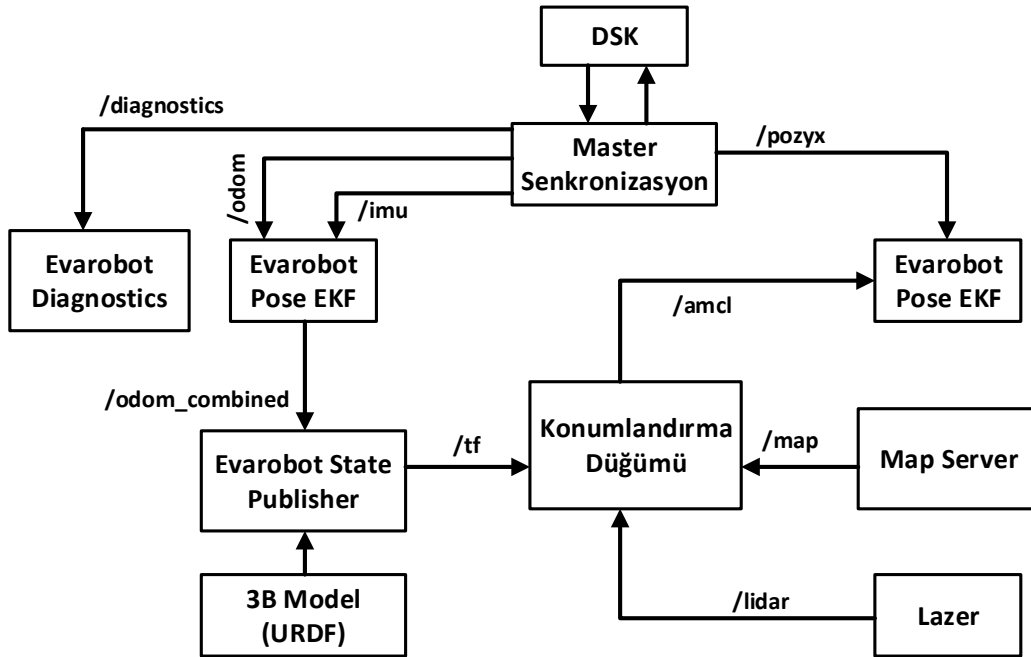 DSK
/diagnostics
Master
Senkronizasyon
/pozyx
/odom
/imu
Evarobot
Diagnostics
Evarobot
Pose EKF
Evarobot
Pose EKF
/amcl
/odom_combined
Konumlandırma
Düğümü
/map
Map Server
/tf
Evarobot State
Publisher
3B Model
(URDF)
/lidar
Lazer